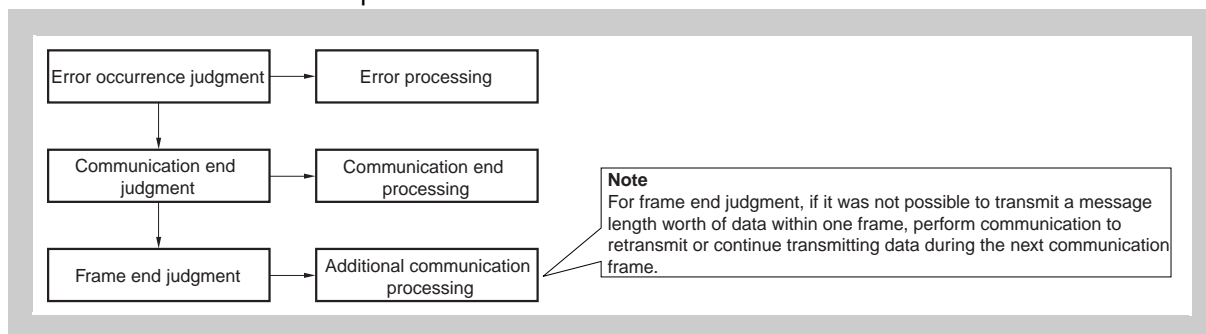 Error occurrence judgment
Error processing
Communication end
judgment
Communication end
processing
Frame end judgment
Additional communication
processing
Note
For frame end judgment, if it was not possible to transmit a message
length worth of data within one frame, perform communication to
retransmit or continue transmitting data during the next communication
frame.